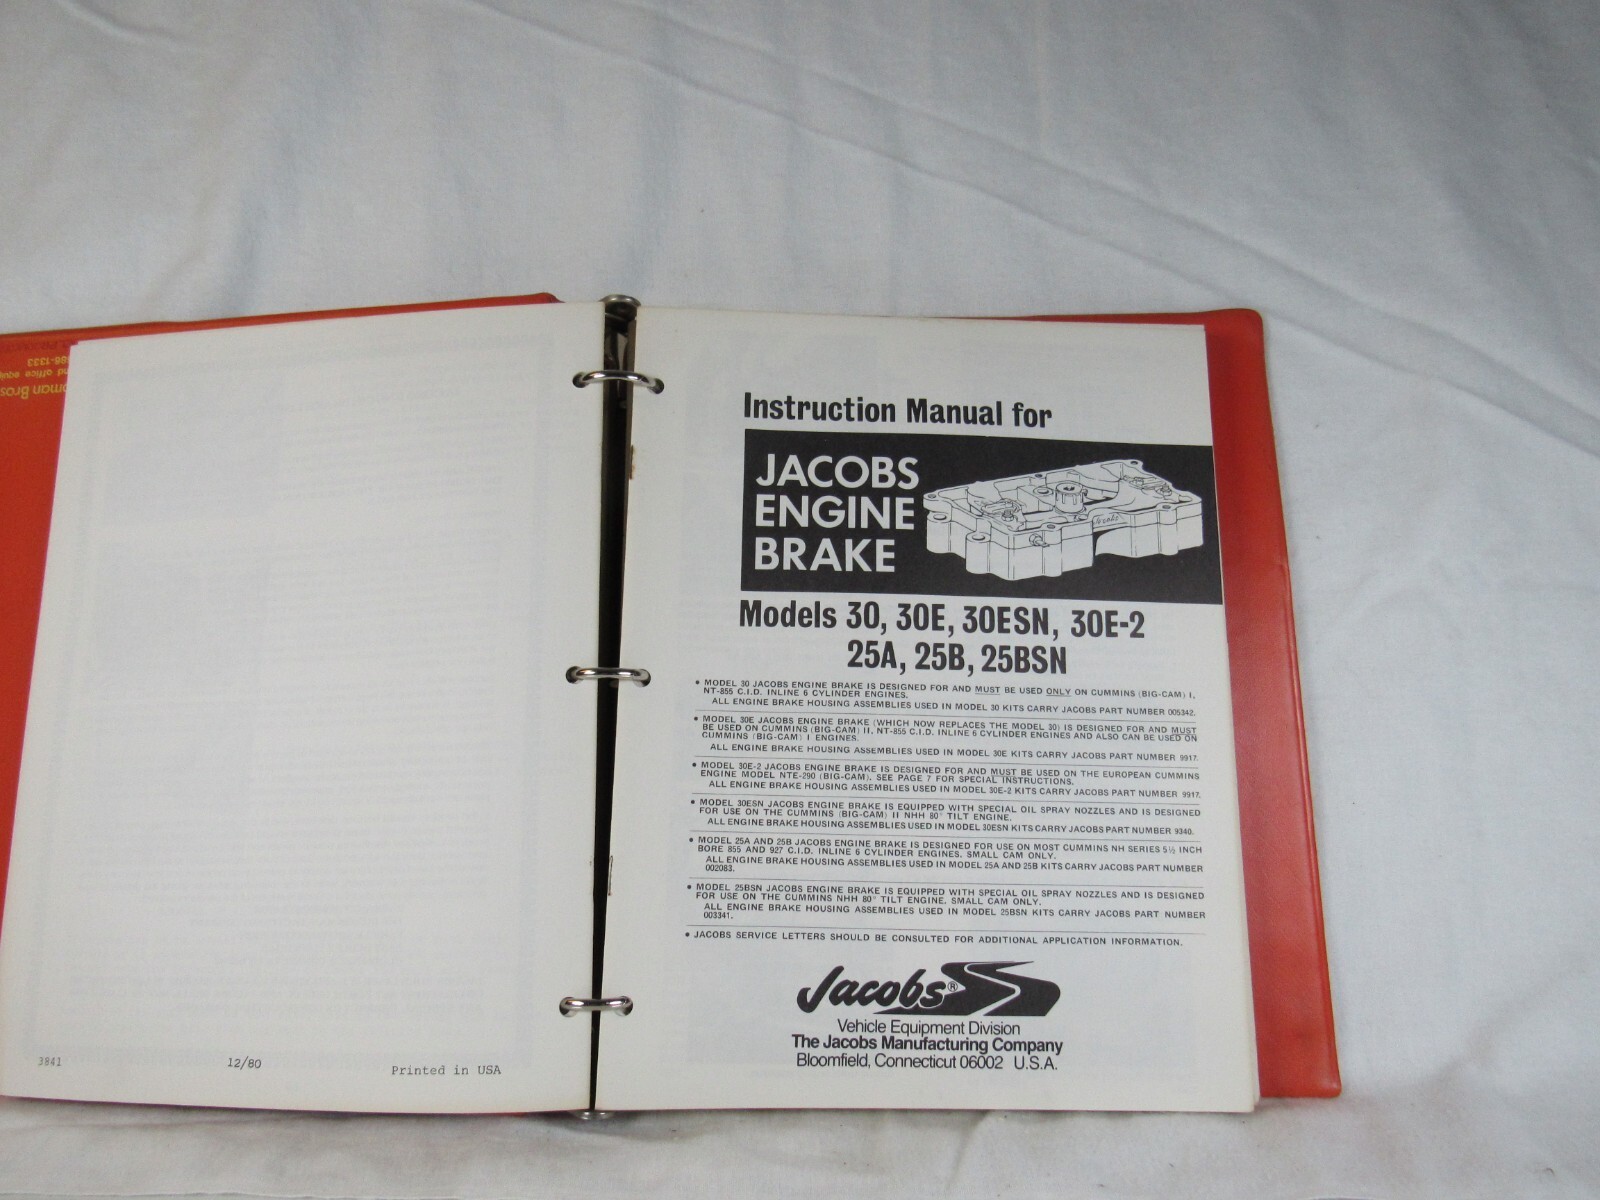 686-1333
office
3841
12/80
Printed in USA
Instruction Manual for
JACOBS
ENGINE
BRAKE
Jacobs
Models 30, 30E, 30ESN, 30E-2
25A, 25B, 25BSN
• MODEL 30 JACOBS ENGINE BRAKE IS DESIGNED FOR AND MUST BE USED ONLY ON CUMMINS (BIG-CAM) I,
NT-855 C.I.D. INLINE 6 CYLINDER ENGINES.
ALL ENGINE BRAKE HOUSING ASSEMBLIES USED IN MODEL 30 KITS CARRY JACOBS PART NUMBER 005342.
• MODEL 30E JACOBS ENGINE BRAKE (WHICH NOW REPLACES THE MODEL 30) IS DESIGNED FOR AND MUST
BE USED ON CUMMINS (BIG-CAM) II, NT-855 C.I.D. INLINE 6 CYLINDER ENGINES AND ALSO CAN BE USED ON
CUMMINS (BIG-CAM) I ENGINES.
ALL ENGINE BRAKE HOUSING ASSEMBLIES USED IN MODEL 30E KITS CARRY JACOBS PART NUMBER 9917.
• MODEL 30E-2 JACOBS ENGINE BRAKE IS DESIGNED FOR AND MUST BE USED ON THE EUROPEAN CUMMINS
ENGINE MODEL NTE-290 (BIG-CAM). SEE PAGE 7 FOR SPECIAL INSTRUCTIONS.
ALL ENGINE BRAKE HOUSING ASSEMBLIES USED IN MODEL 30E-2 KITS CARRY JACOBS PART NUMBER 9917.
• MODEL 30ESN JACOBS ENGINE BRAKE IS EQUIPPED WITH SPECIAL OIL SPRAY NOZZLES AND IS DESIGNED
FOR USE ON THE CUMMINS (BIG-CAM) II NHH 80° TILT ENGINE.
ALL ENGINE BRAKE HOUSING ASSEMBLIES USED IN MODEL 30ESN KITS CARRY JACOBS PART NUMBER 9340.
• MODEL 25A AND 25B JACOBS ENGINE BRAKE IS DESIGNED FOR USE ON MOST CUMMINS NH SERIES 5½ INCH
BORE 855 AND 927 C.I.D. INLINE 6 CYLINDER ENGINES. SMALL CAM ONLY.
ALL ENGINE BRAKE HOUSING ASSEMBLIES USED IN MODEL 25A AND 25B KITS CARRY JACOBS PART NUMBER
002083.
• MODEL 25BSN JACOBS ENGINE BRAKE IS EQUIPPED WITH SPECIAL OIL SPRAY NOZZLES AND IS DESIGNED
FOR USE ON THE CUMMINS NHH 80° TILT ENGINE. SMALL CAM ONLY.
ALL ENGINE BRAKE HOUSING ASSEMBLIES USED IN MODEL 25BSN KITS CARRY JACOBS PART NUMBER
003341.
• JACOBS SERVICE LETTERS SHOULD BE CONSULTED FOR ADDITIONAL APPLICATION INFORMATION.
Jacobs®
Vehicle Equipment Division
The Jacobs Manufacturing Company
Bloomfield, Connecticut 06002 U.S.A.